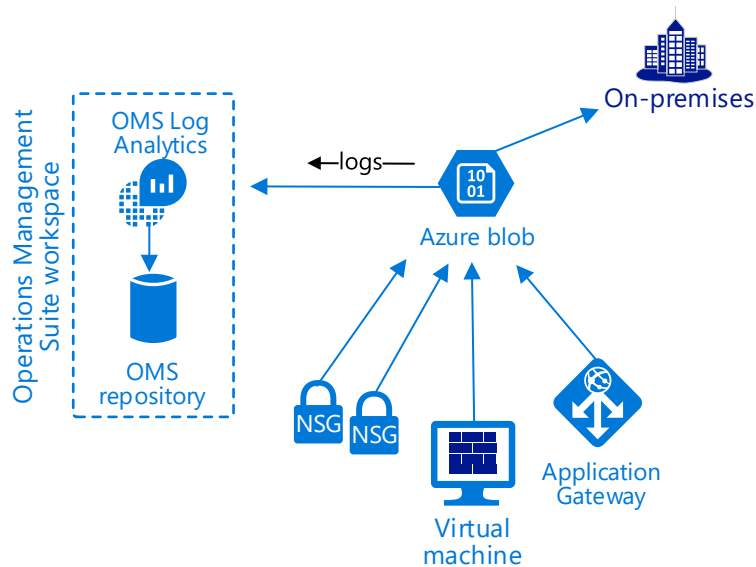 On-premises
Operations Management
Suite workspace
OMS Log
Analytics
logs
10
01
Azure blob
OMS
repository
NSG
NSG
Application
Gateway
Virtual
machine